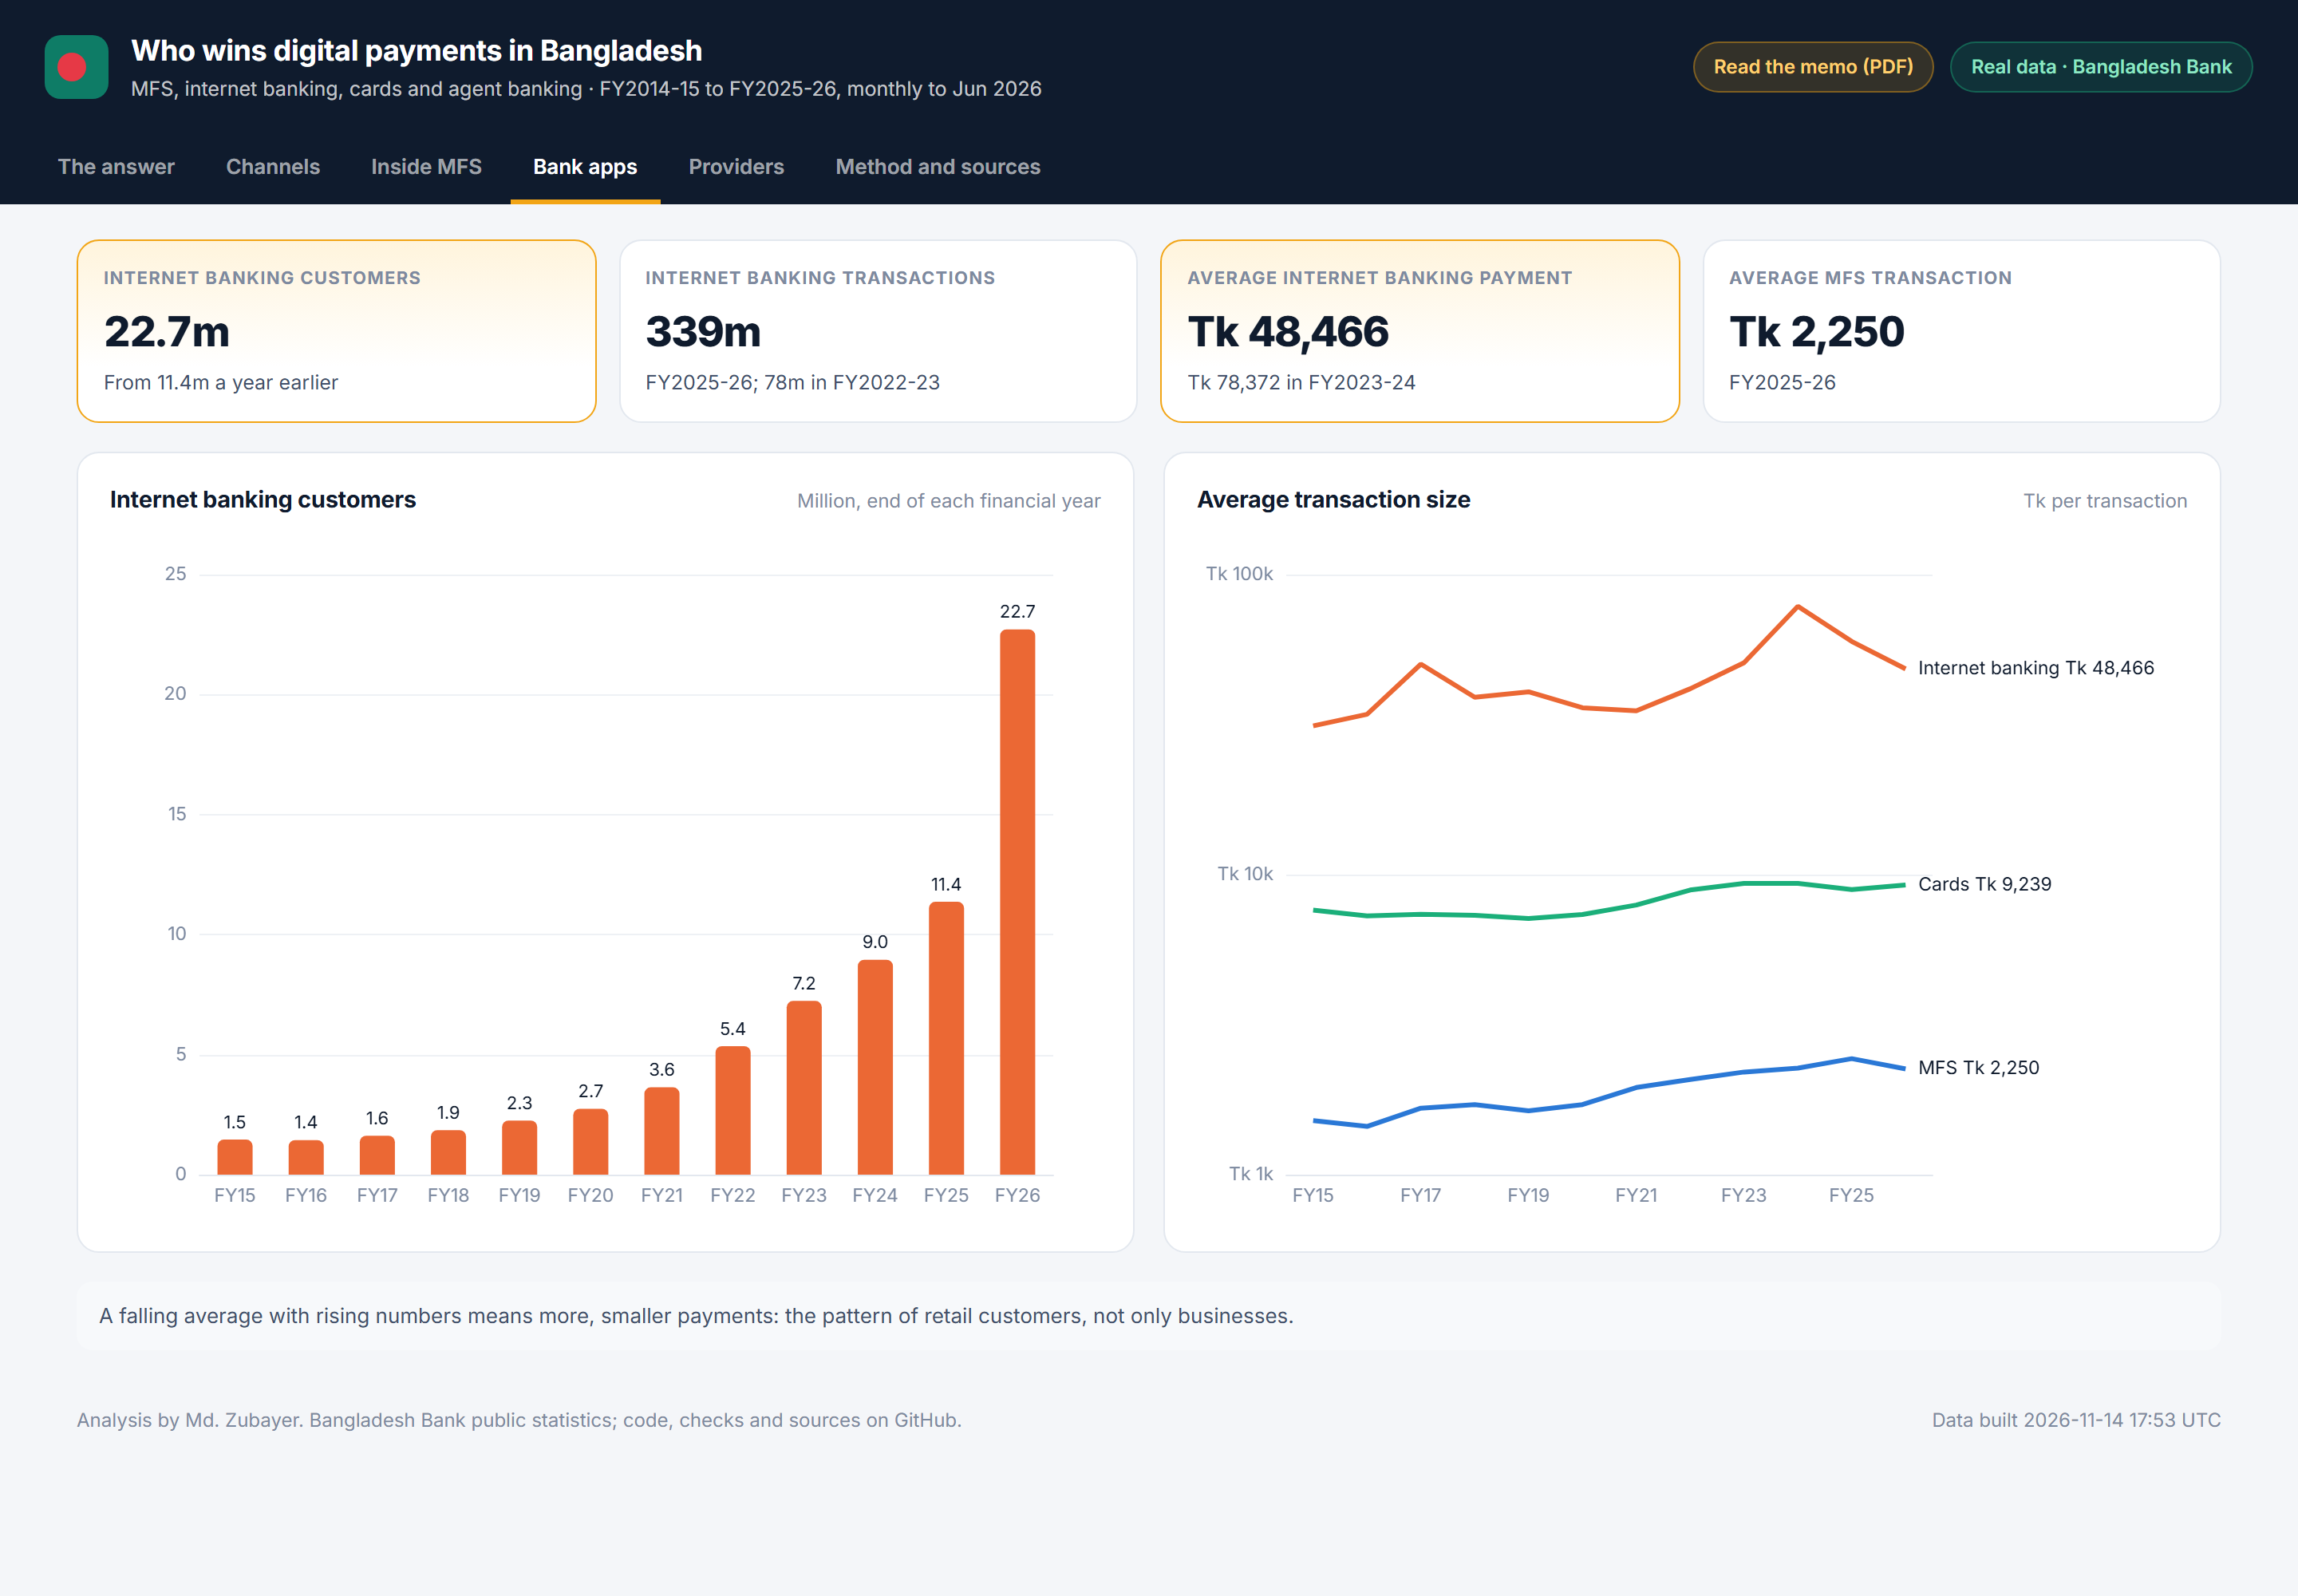 Who wins digital payments in Bangladesh
MFS, internet banking, cards and agent banking · FY2014-15 to FY2025-26, monthly to Jun 2026
Read the memo (PDF)
Real data · Bangladesh Bank
The answer
Channels
Inside MFS
Bank apps
Providers
Method and sources
INTERNET BANKING CUSTOMERS
22.7m
From 11.4m a year earlier
INTERNET BANKING TRANSACTIONS
339m
FY2025-26; 78m in FY2022-23
AVERAGE INTERNET BANKING PAYMENT
Tk 48,466
Tk 78,372 in FY2023-24
AVERAGE MFS TRANSACTION
Tk 2,250
FY2025-26
Internet banking customers
Million, end of each financial year
25
20
15
10
5
0
1.5
1.4
1.6
1.9
2.3
2.7
3.6
5.4
7.2
9.0
11.4
22.7
FY15 FY16 FY17 FY18 FY19 FY20 FY21 FY22 FY23 FY24 FY25 FY26
Average transaction size
Tk per transaction
Tk 100k
Tk 10k
Tk 1k
Internet banking Tk 48,466
Cards Tk 9,239
MFS Tk 2,250
FY15 FY17 FY19 FY21 FY23 FY25
A falling average with rising numbers means more, smaller payments: the pattern of retail customers, not only businesses.
Analysis by Md. Zubayer. Bangladesh Bank public statistics; code, checks and sources on GitHub.
Data built 2026-11-14 17:53 UTC